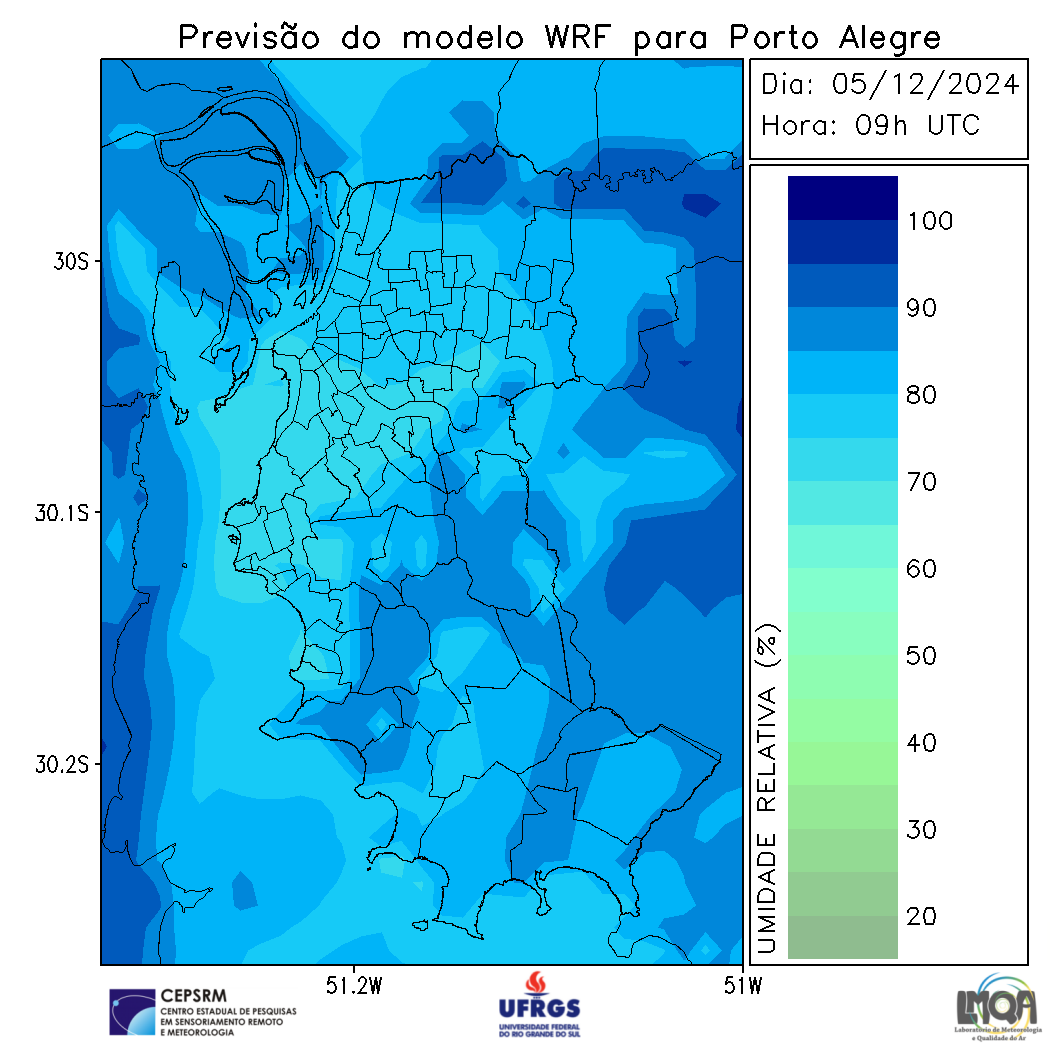 Previsão do modelo WRF para Porto Alegre
Dia: 05/12/2024
Hora: 09h UTC
30S
30.1S
30.2S
51.2W
51W
100
90
80
70
60
50
40
30
20
UMIDADE RELATIVA (%)
CEPSRM
CENTRO ESTADUAL DE PESQUISAS
EM SENSORIAMENTO REMOTO
E METEOROLOGIA
UFRGS
UNIVERSIDADE FEDERAL
DO RIO GRANDE DO SUL
LMQA
Laboratório de Meteorologia
e Qualidade do Ar